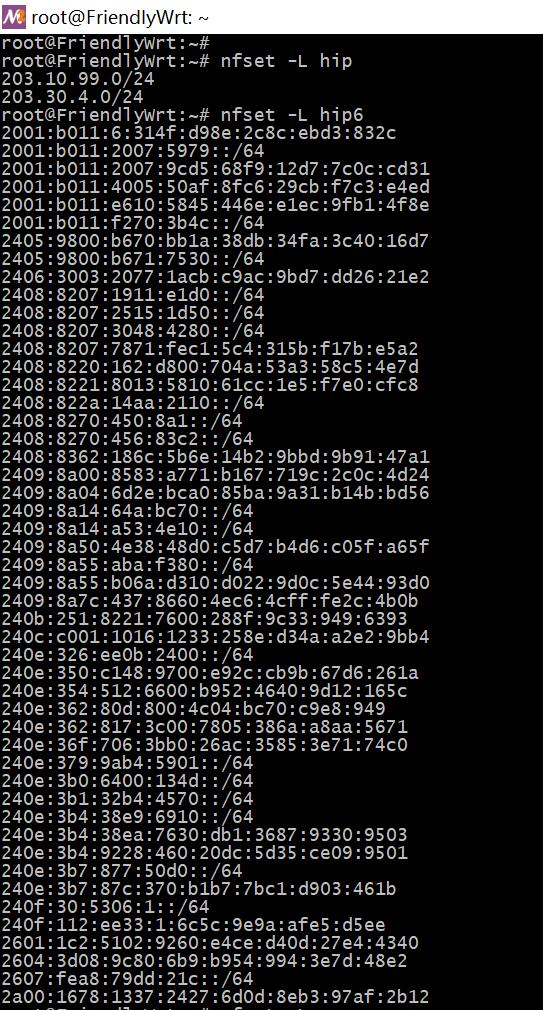 root@FriendlyWrt: ~
root@FriendlyWrt:~#
root@FriendlyWrt:~# nfset -L hip
203.10.99.0/24
203.30.4.0/24
root@FriendlyWrt:~# nfset -L hip6
2001:b011:6:314f:d98e:2c8c:ebd3:832c
2001:b011:2007:5979::/64
2001:b011:2007:9cd5:68f9:12d7:7c0c:cd31
2001:b011:4005:50af:8fc6:29cb:f7c3:e4ed
2001:b011:e610:5845:446e:e1ec:9fb1:4f8e
2001:b011:f270:3b4c::/64
2405:9800:b670:bb1a:38db:34fa:3c40:16d7
2405:9800:b671:7530::/64
2406:3003:2077:1acb:c9ac:9bd7:dd26:21e2
2408:8207:1911:e1d0::/64
2408:8207:2515:1d50::/64
2408:8207:3048:4280::/64
2408:8207:7871:fec1:5c4:315b:f17b:e5a2
2408:8220:162:d800:704a:53a3:58c5:4e7d
2408:8221:8013:5810:61cc:1e5:f7e0:cfc8
2408:822a:14aa:2110::/64
2408:8270:450:8a1::/64
2408:8270:456:83c2::/64
2408:8362:186c:5b6e:14b2:9bbd:9b91:47a1
2409:8a00:8583:a771:b167:719c:2c0c:4d24
2409:8a04:6d2e:bca0:85ba:9a31:b14b:bd56
2409:8a14:64a:bc70::/64
2409:8a14:a53:4e10::/64
2409:8a50:4e38:48d0:c5d7:b4d6:c05f:a65f
2409:8a55:aba:f380::/64
2409:8a55:b06a:d310:d022:9d0c:5e44:93d0
2409:8a7c:437:8660:4ec6:4cff:fe2c:4b0b
240b:251:8221:7600:288f:9c33:949:6393
240c:c001:1016:1233:258e:d34a:a2e2:9bb4
240e:326:ee0b:2400::/64
240e:350:c148:9700:e92c:cb9b:67d6:261a
240e:354:512:6600:b952:4640:9d12:165c
240e:362:80d:800:4c04:bc70:c9e8:949
240e:362:817:3c00:7805:386a:a8aa:5671
240e:36f:706:3bb0:26ac:3585:3e71:74c0
240e:379:9ab4:5901::/64
240e:3b0:6400:134d::/64
240e:3b1:32b4:4570::/64
240e:3b4:38e9:6910::/64
240e:3b4:38ea:7630:db1:3687:9330:9503
240e:3b4:9228:460:20dc:5d35:ce09:9501
240e:3b7:877:50d0::/64
240e:3b7:87c:370:b1b7:7bc1:d903:461b
240f:30:5306:1::/64
240f:112:ee33:1:6c5c:9e9a:afe5:d5ee
2601:1c2:5102:9260:e4ce:d40d:27e4:4340
2604:3d08:9c80:6b9:b954:994:3e7d:48e2
2607:fea8:79dd:21c::/64
2a00:1678:1337:2427:6d0d:8eb3:97af:2b12